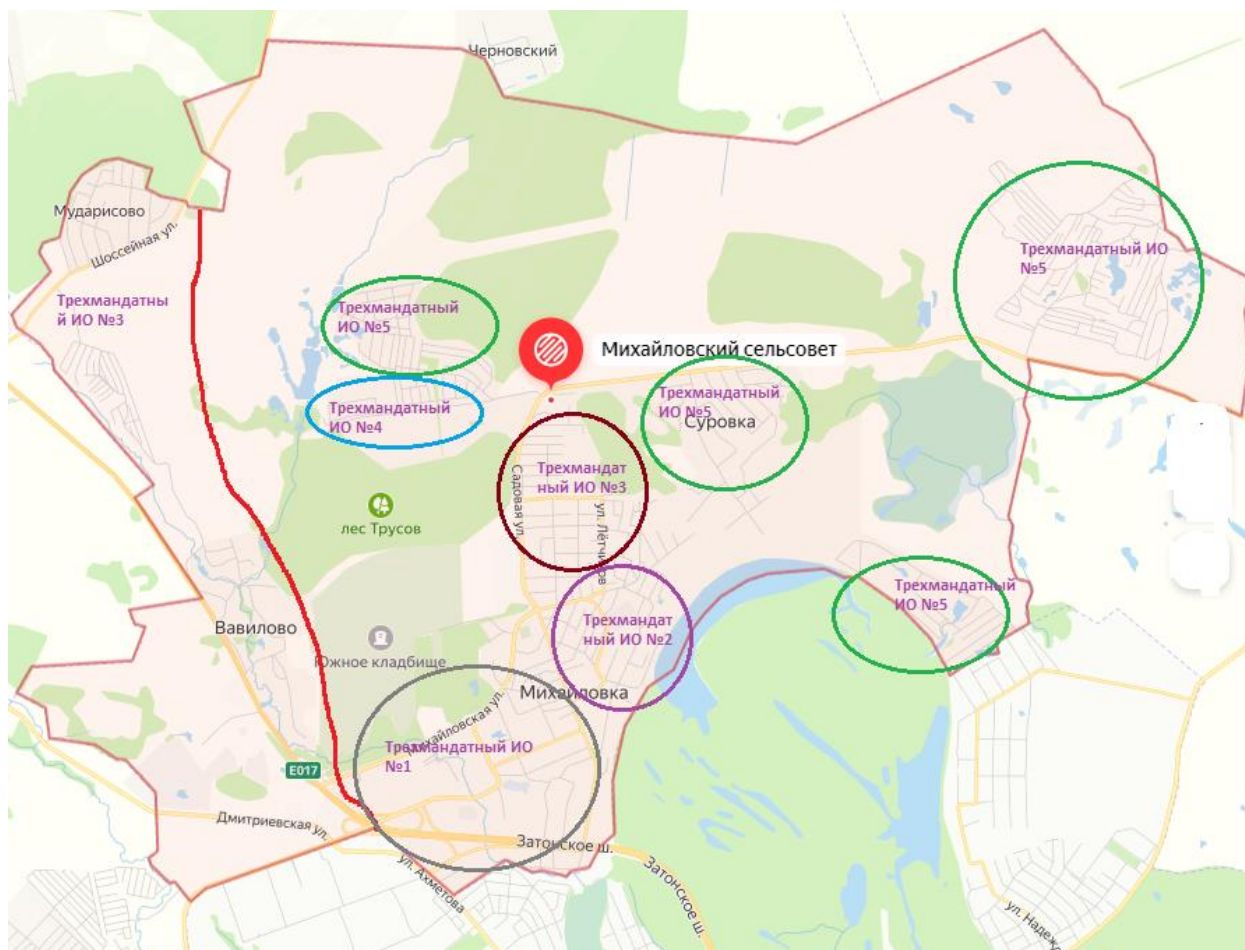 Черновский
Мударисово
Шоссейная ул.
Трехмандатный ИО
№5
Трехмандатны
й ИО №3
Трехмандатный
ИО №5
Михайловский сельсовет
Трехмандатный
ИО №4
Трехмандатный
ИО №5
Суровка
Трехмандат
ный ИО №3
Садовая ул.
ул. Лётчиков
лес Трусов
Трехмандатный
ИО №5
Вавилово
Трехмандат
ный ИО №2
Южное кладбище
Михайловка
Михайловская ул.
Трехмандатный ИО
№1
E017
Дмитриевская ул.
Затонское ш.
ул. Ахметова
Затонское ш.
ул. Надежд